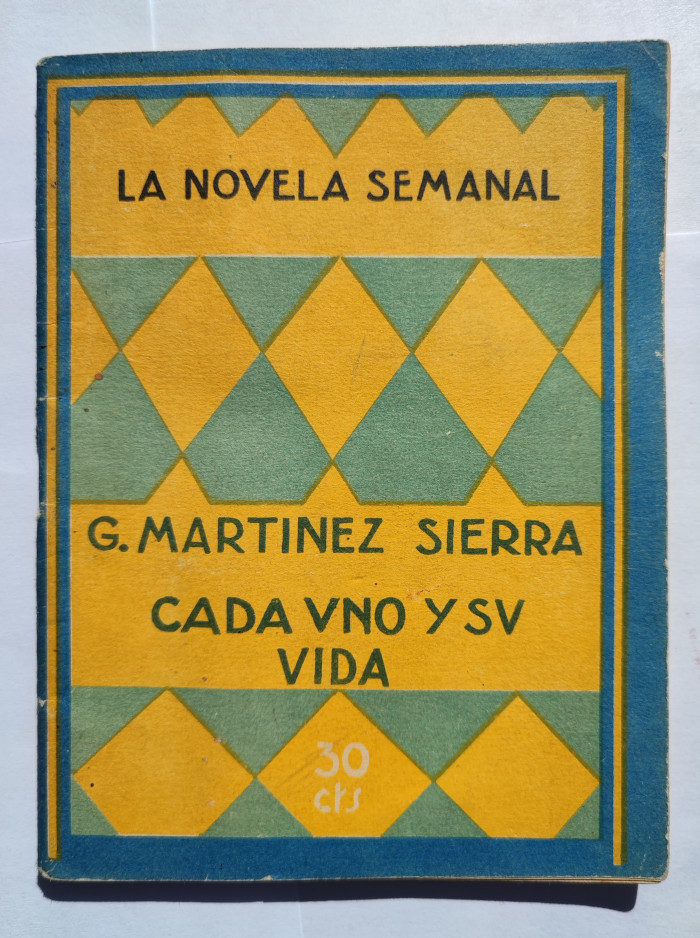 LA NOVELA SEMANAL
G. MARTINEZ SIERRA
CADA VNO Y SV
VIDA
30
cts